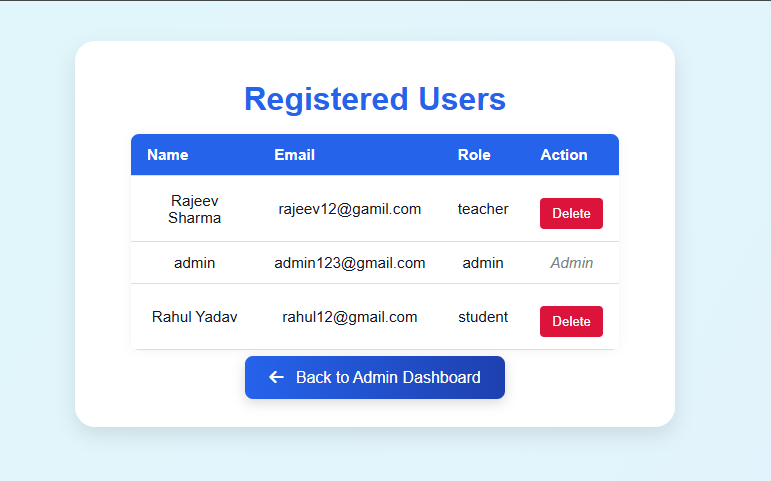 Registered Users
Name Email Role Action
Rajeev
Sharma rajeev12@gamil.com teacher Delete
admin admin123@gmail.com admin Admin
Rahul Yadav rahul12@gmail.com student Delete
← Back to Admin Dashboard